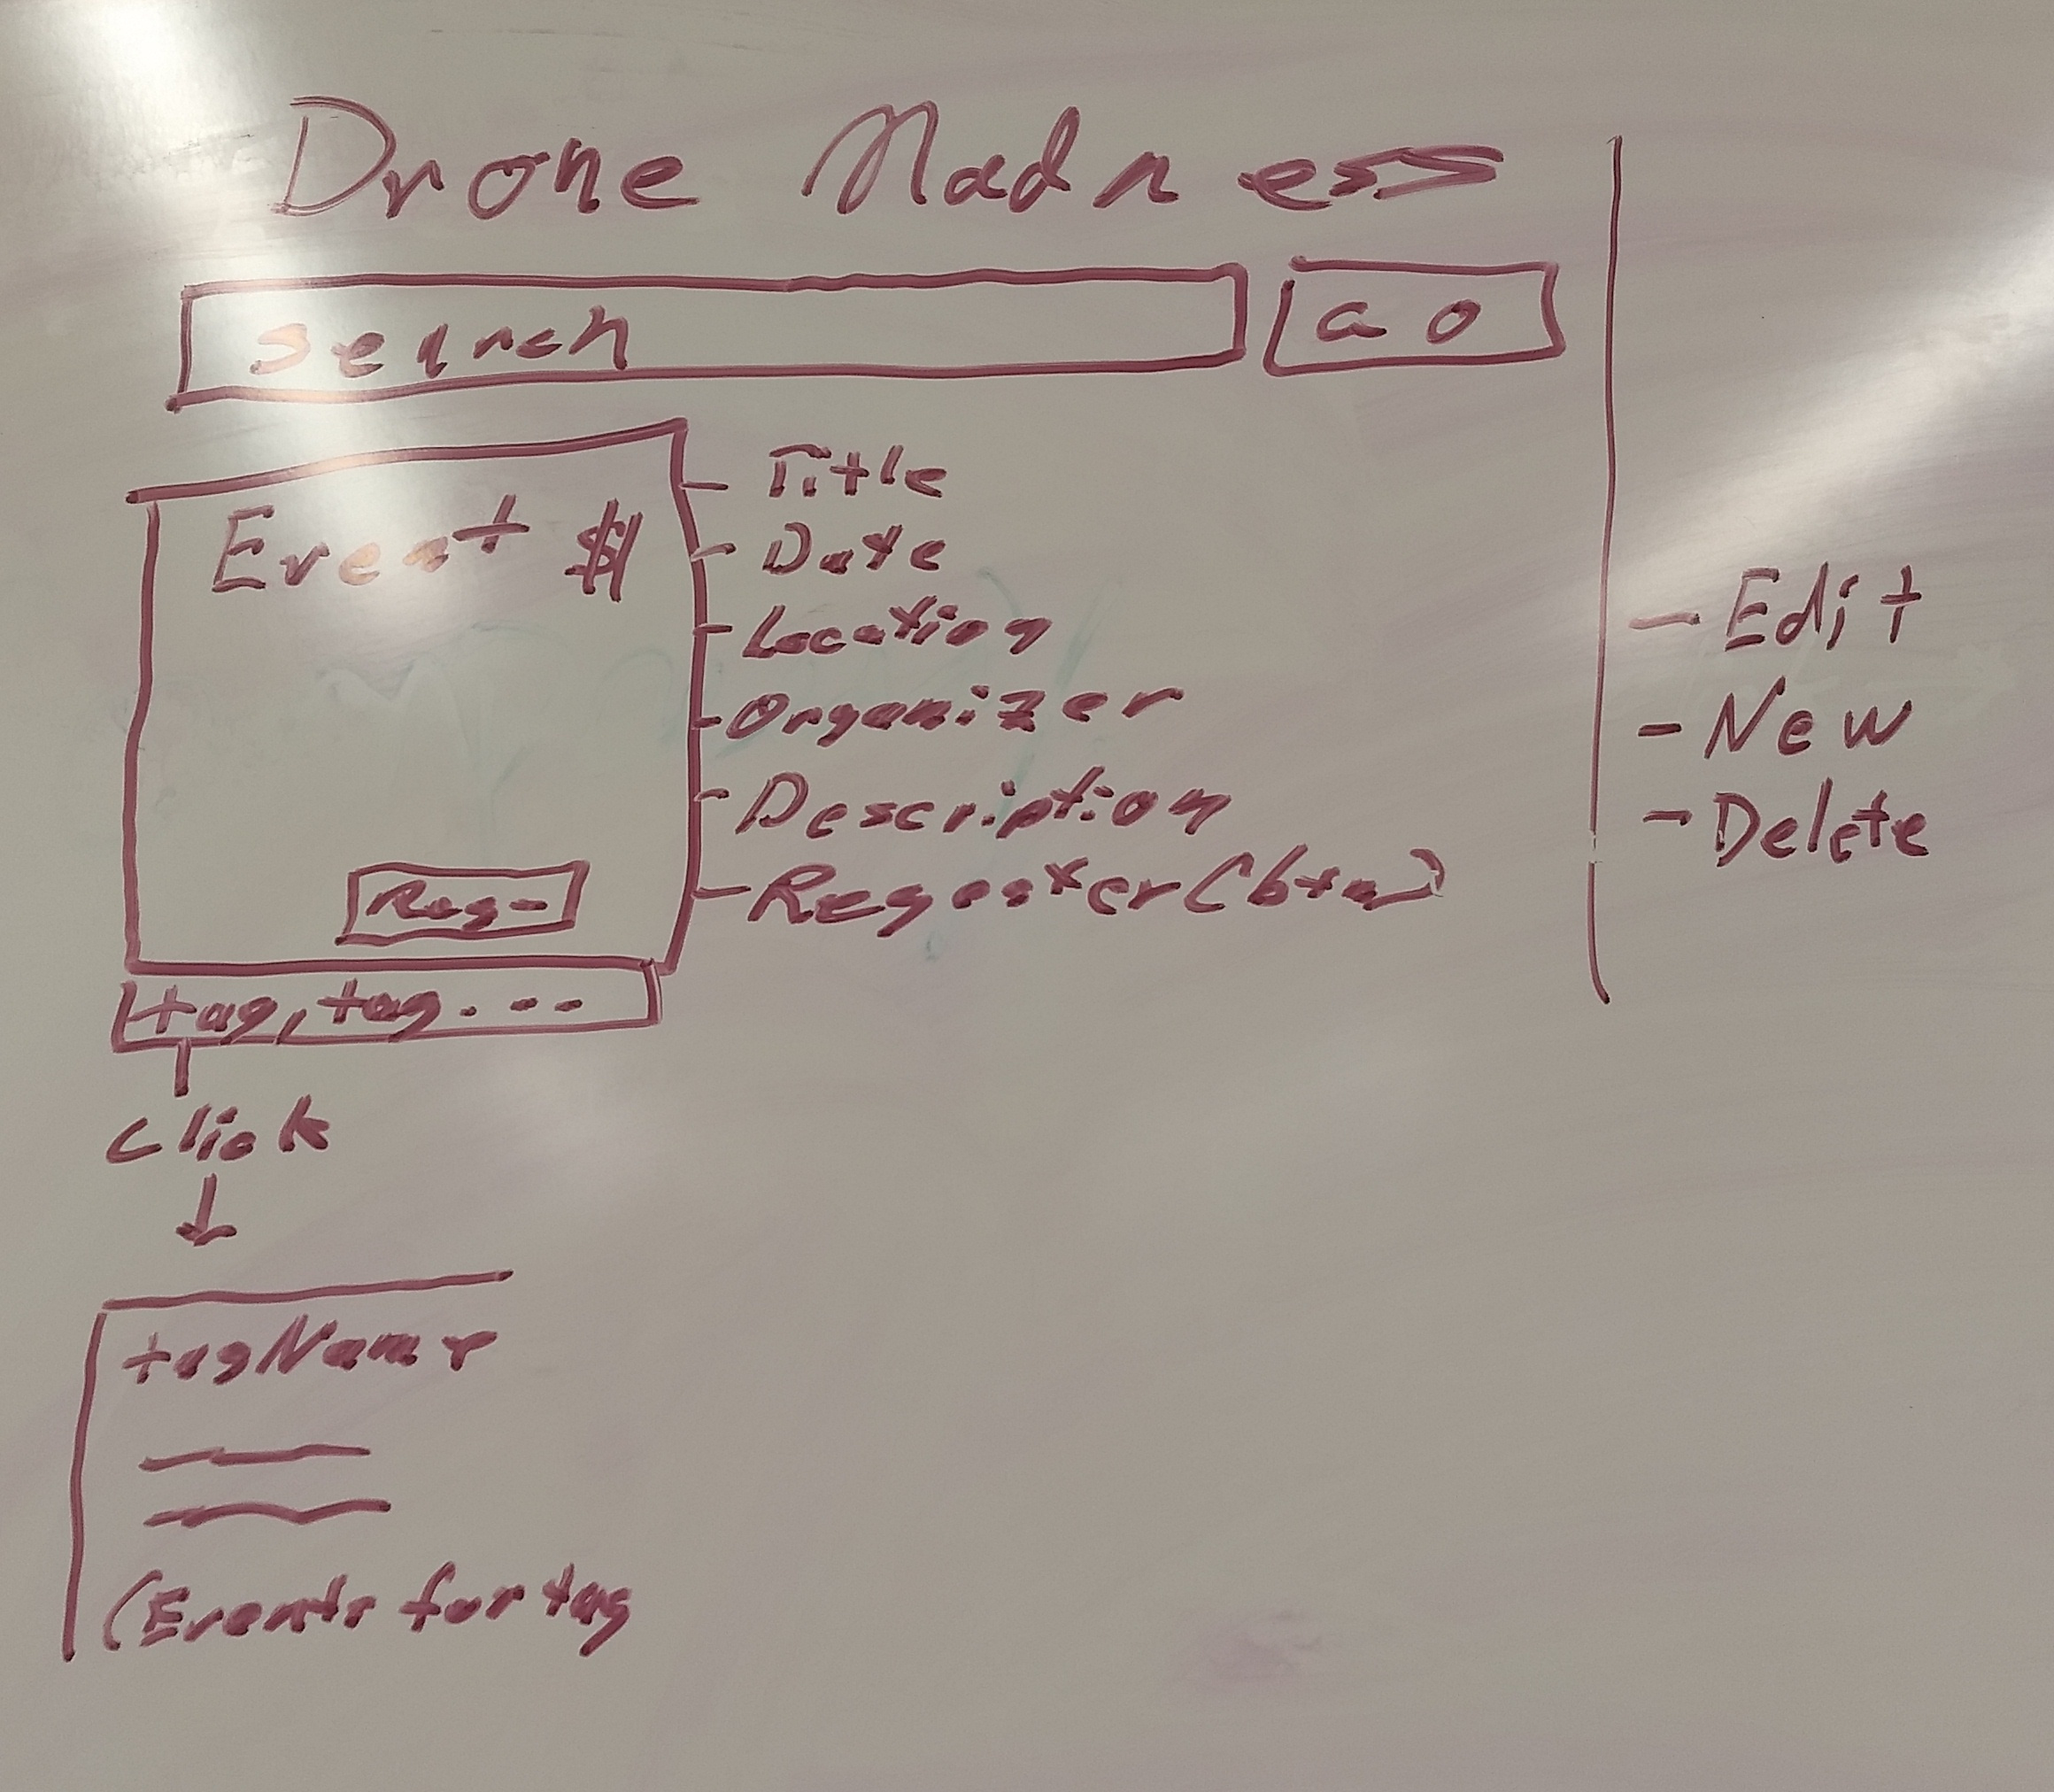 Drone Madness
search
GO
Event #1
- Title
- Date
- Location
- Organizer
- Description
- Regester (btn)
Reg-
tag, tag. ...
click
tagName
(Events for tag
- Edit
- New
- Delete